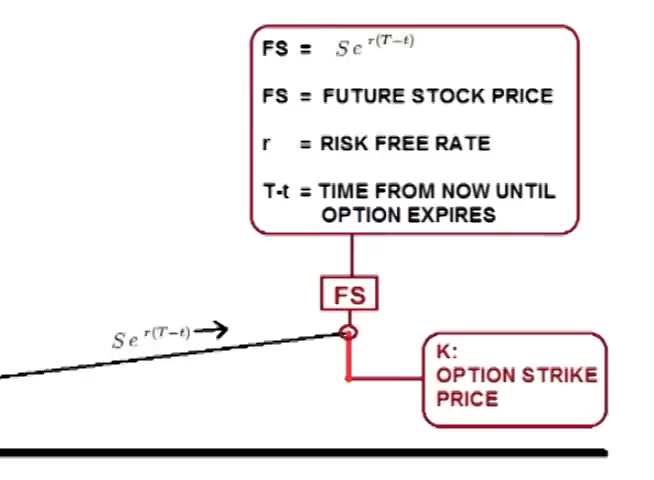 FS = Se^{r(T−t)}
FS = FUTURE STOCK PRICE
r = RISK FREE RATE
T-t = TIME FROM NOW UNTIL
OPTION EXPIRES
FS
Se^{r(T−t)}
K:
OPTION STRIKE
PRICE